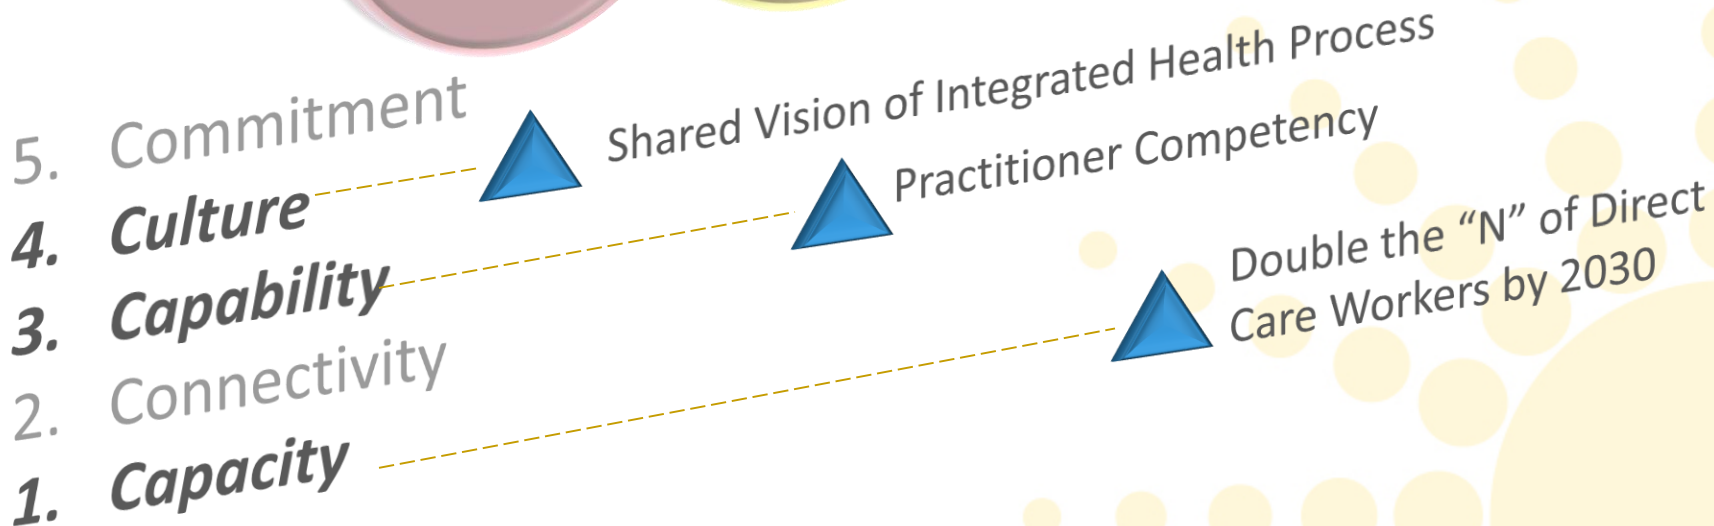 5. Commitment
Shared Vision of Integrated Health Process
4. Culture
Practitioner Competency
3. Capability
Double the “N” of Direct
Care Workers by 2030
2. Connectivity
1. Capacity